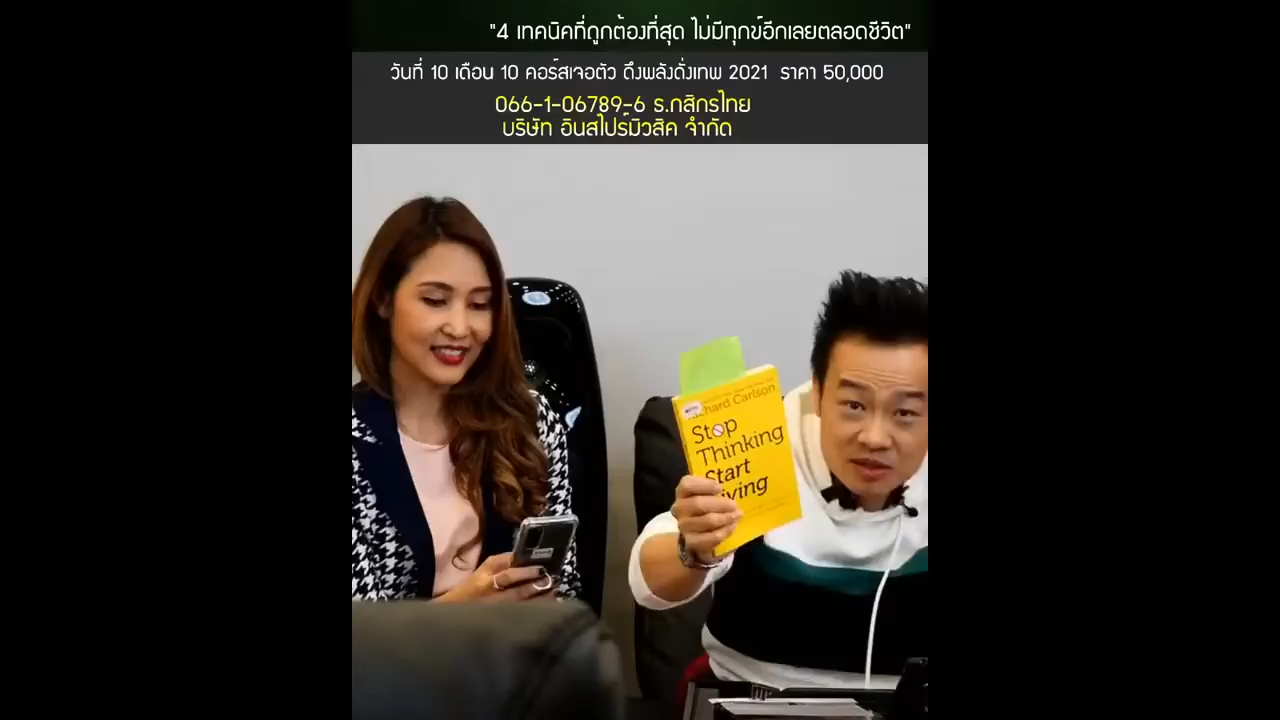 "4 เทคนิคที่ถูกต้องที่สุด ไม่มีทุกข์อีกเลยตลอดชีวิต"
วันที่ 10 เดือน 10 คอร์สเจอตัว ดึงพลังดั่งเทพ 2021 ราคา 50,000
066-1-06789-6 ธ.กสิกรไทย
บริษัท อินสไปร์มิวสิค จำกัด
Richard Carlson
Stop
Thinking
Start
Living